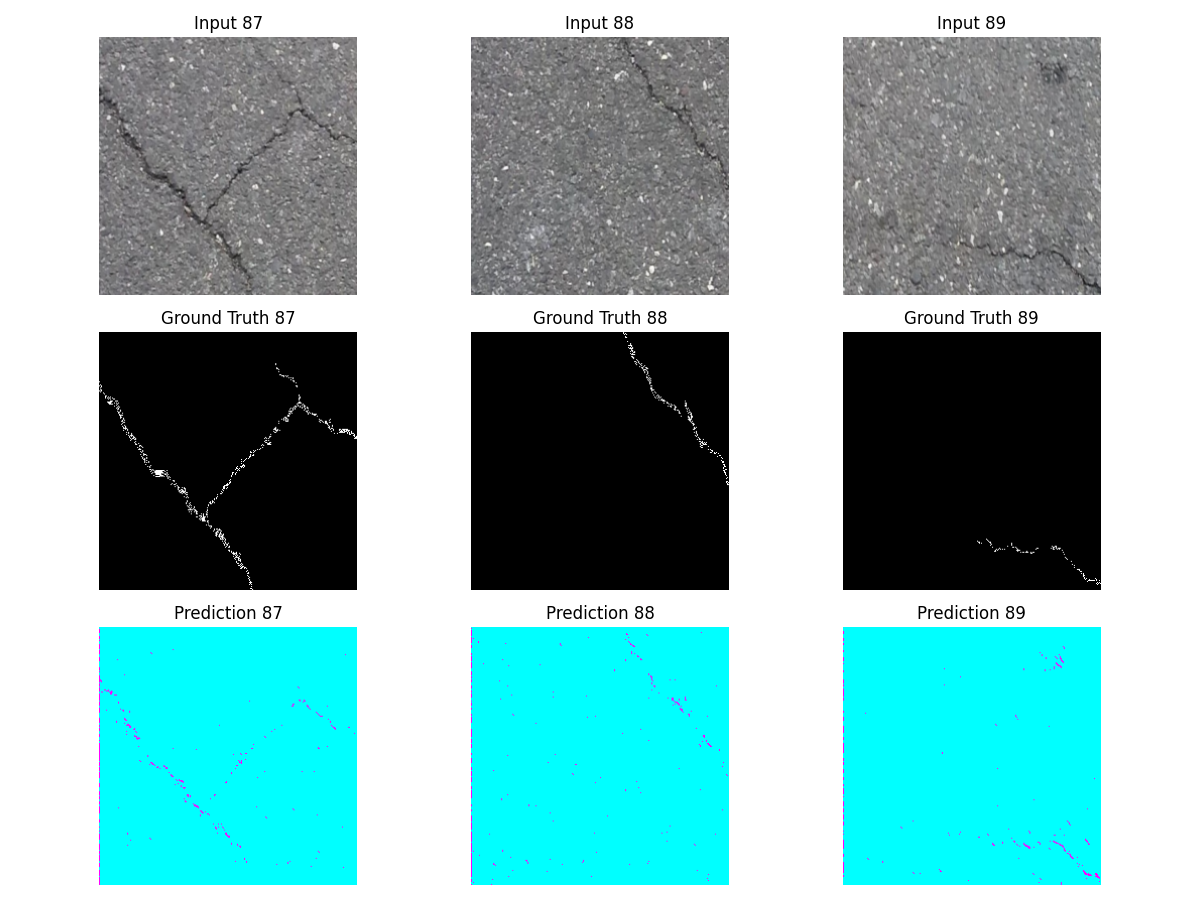 Input 87
Input 88
Input 89
Ground Truth 87
Ground Truth 88
Ground Truth 89
Prediction 87
Prediction 88
Prediction 89